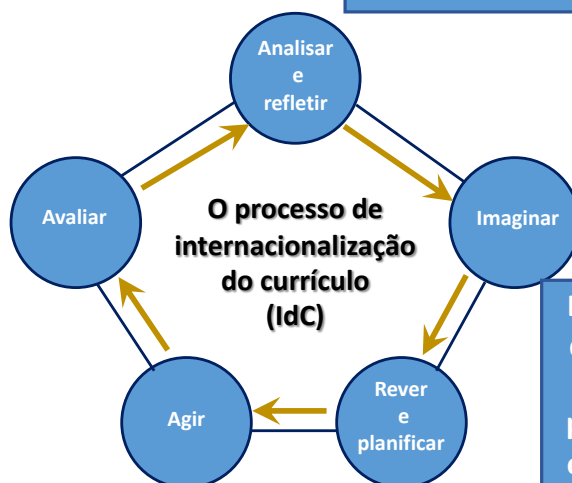 Analisar
e
refletir
Avaliar
O processo de
internacionalização
do currículo
(IdC)
Imaginar
Rever
e
planificar
Agir